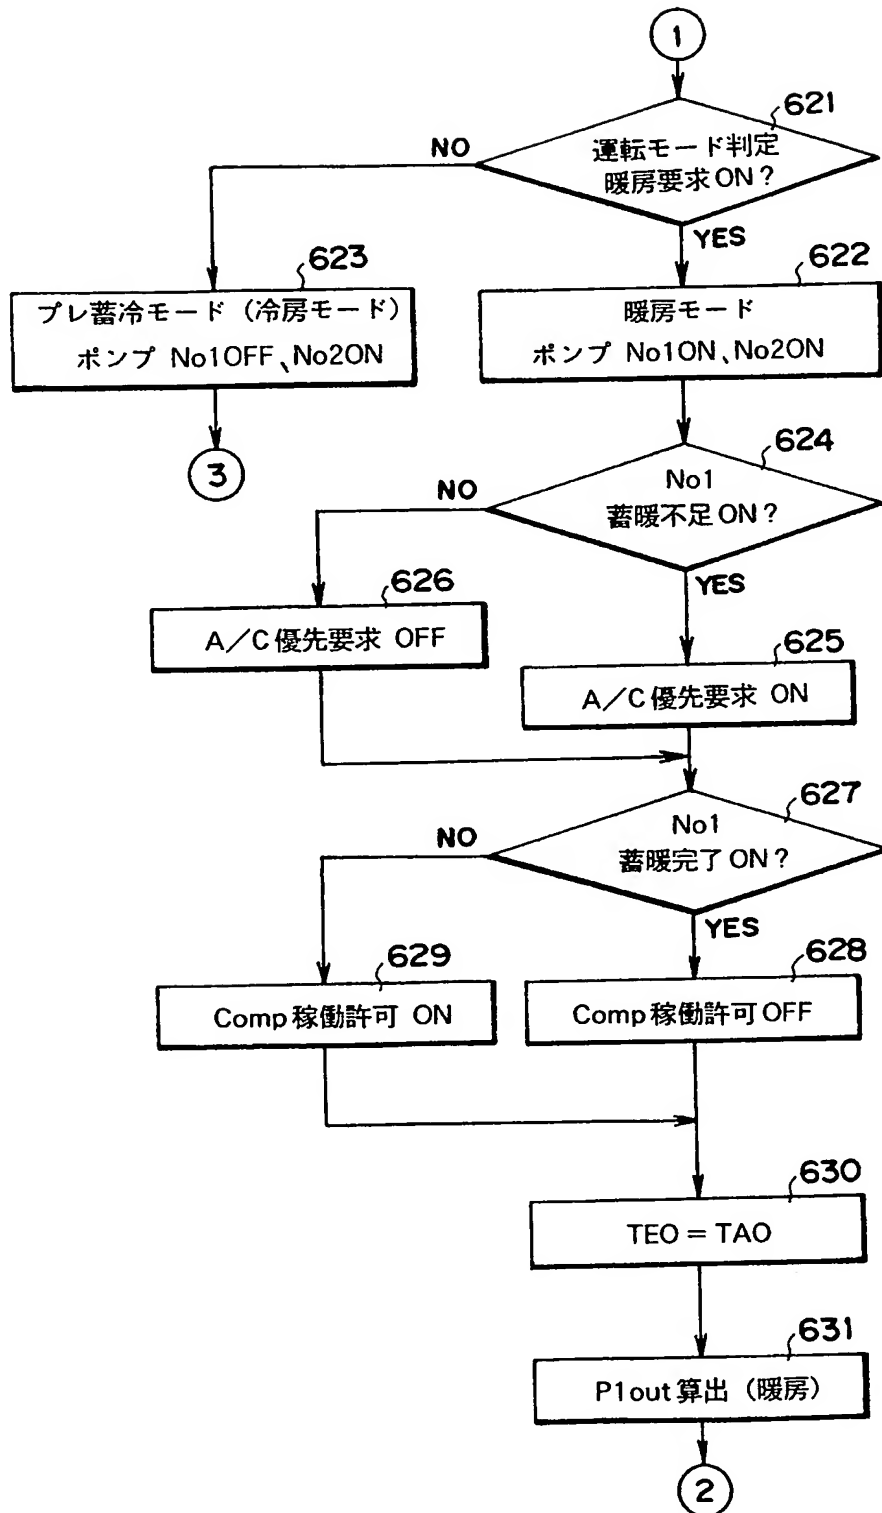 1
621
運転モード判定
暖房要求ON?
NO
YES
623
プレ蓄冷モード（冷房モード）
ポンプ No1OFF、No2ON
3
622
暖房モード
ポンプ No1ON、No2ON
624
No1
蓄暖不足ON?
NO
YES
626
A／C優先要求 OFF
625
A／C優先要求 ON
627
No1
蓄暖完了ON?
NO
YES
629
Comp稼働許可 ON
628
Comp稼働許可OFF
630
TEO＝TAO
631
P1out算出（暖房）
2